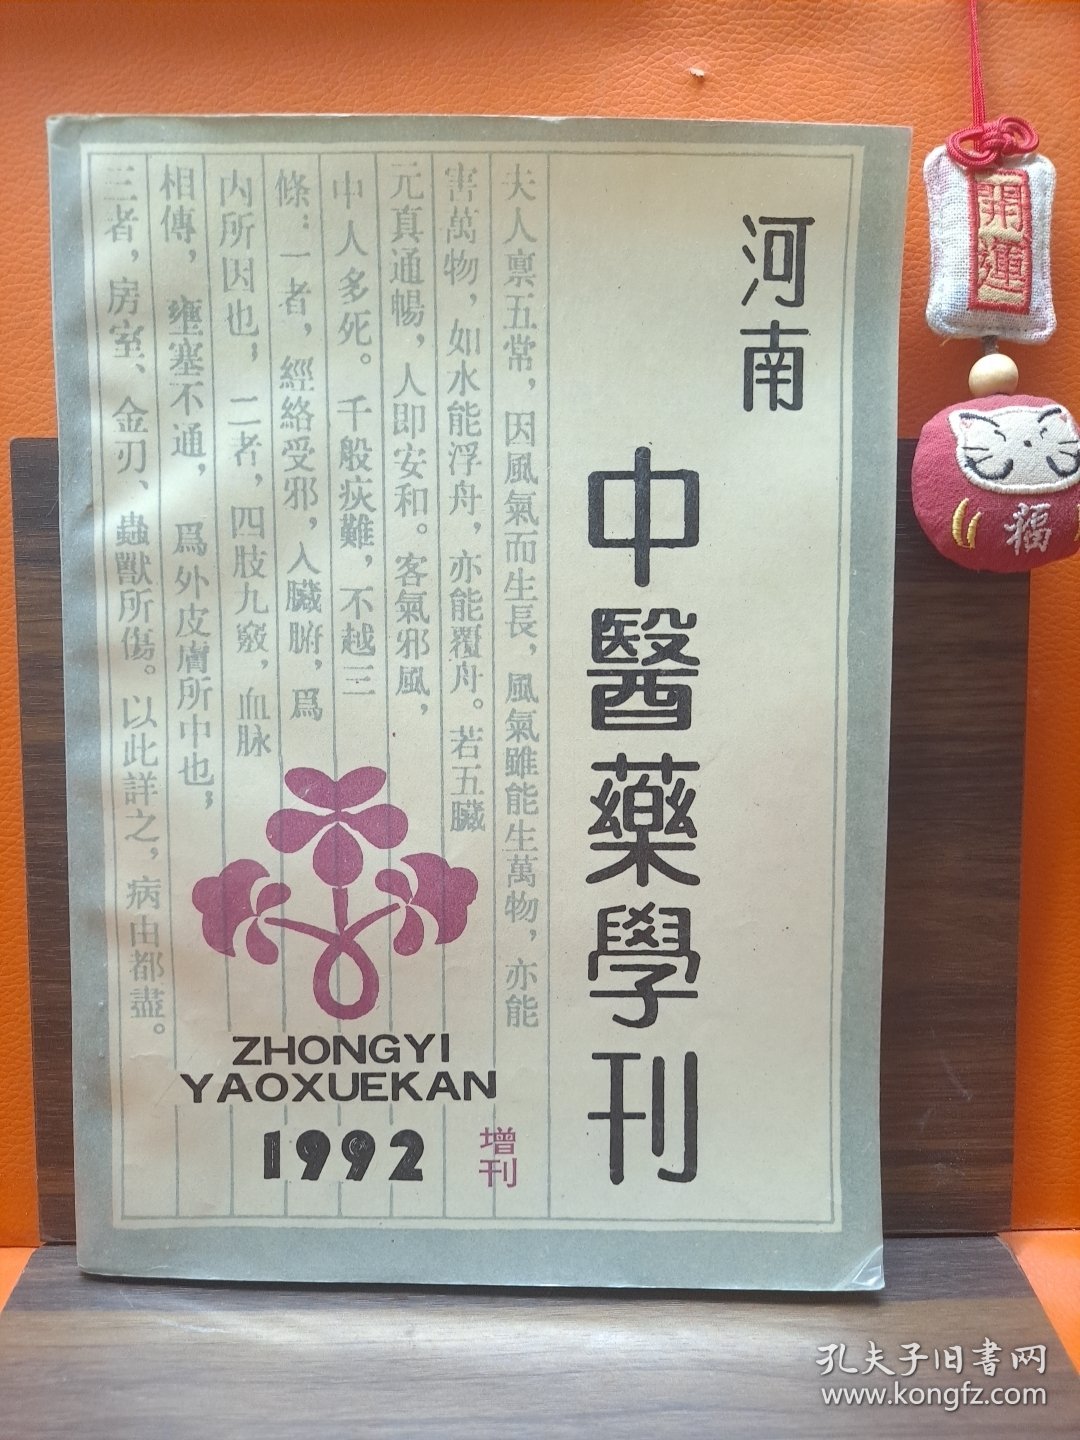 河南
中醫藥學刊
夫人禀五常，因風氣而生長，風氣雖能生萬物，亦能
害萬物，如水能浮舟，亦能覆舟。若五臟
元真通暢，人即安和。客氣邪風，
中人多死。千般疢難，不越三
條：一者，經絡受邪，入臟腑，爲
内所因也；二者，四肢九竅，血脉
相傳，壅塞不通，爲外皮膚所中也；
三者，房室、金刃、蟲獸所傷。以此詳之，病由都盡。
ZHONGYI
YAOXUEKAN
1992
增刊
開運
福
孔夫子旧書网
www.kongfz.com